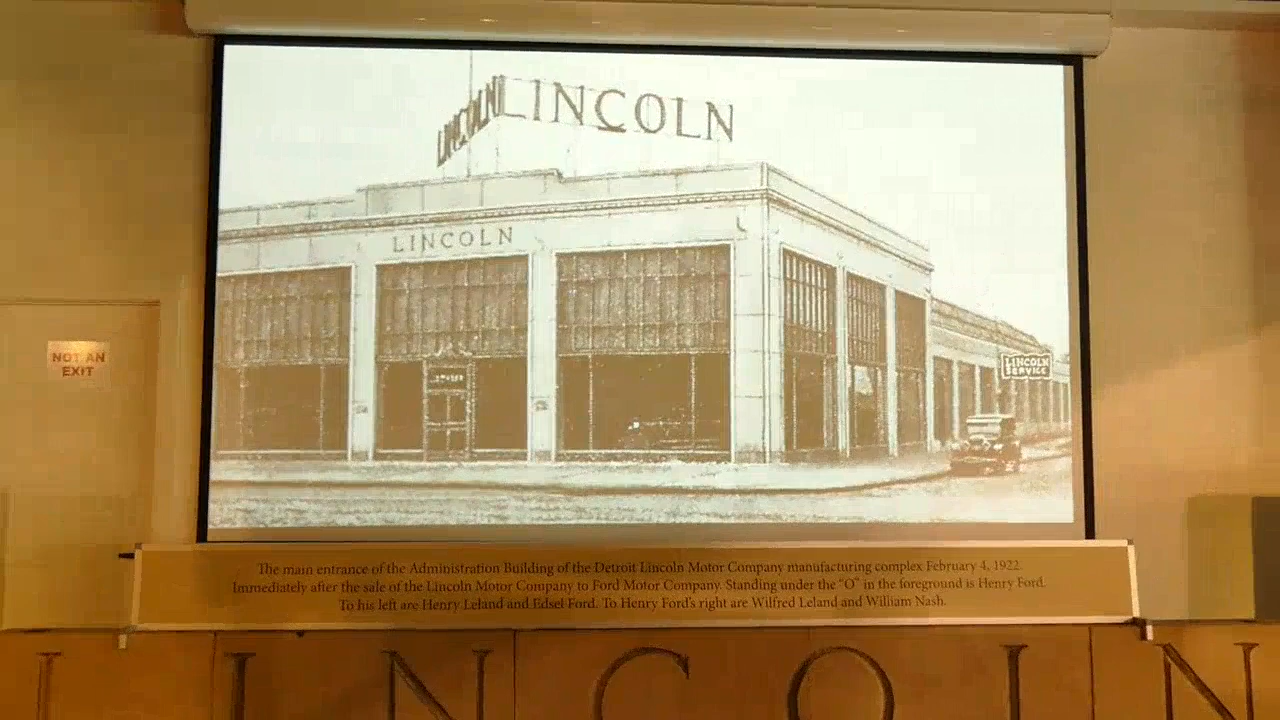 LINCOLN
LINCOLN
LINCOLN
LINCOLN
SERVICE
NOT AN
EXIT
The main entrance of the Administration Building of the Detroit Lincoln Motor Company manufacturing complex February 4, 1922.
Immediately after the sale of the Lincoln Motor Company to Ford Motor Company. Standing under the "O" in the foreground is Henry Ford.
To his left are Henry Leland and Edsel Ford. To Henry Ford's right are Wilfred Leland and William Nash.
LINCOLN